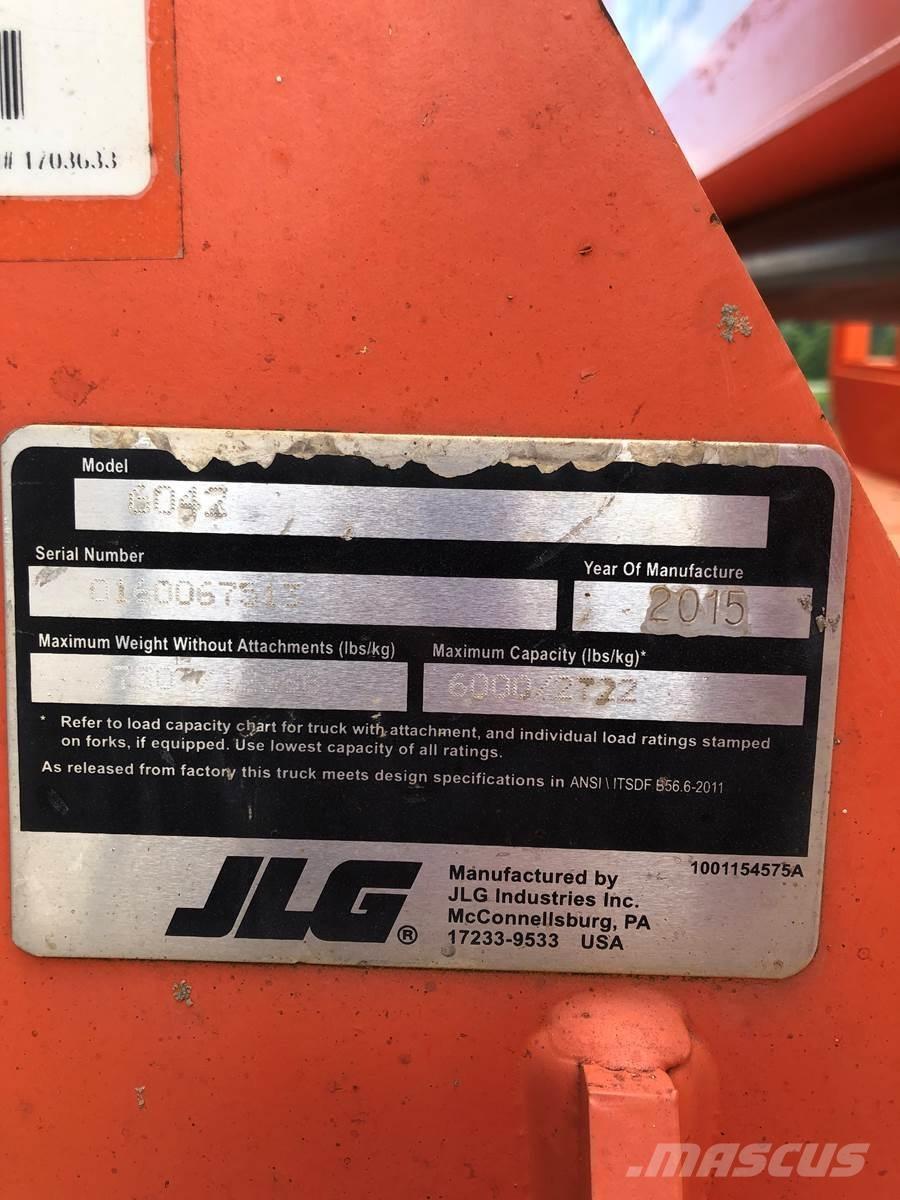 # 1703633
Model
6042
Serial Number
0160067513
Year Of Manufacture
2015
Maximum Weight Without Attachments (lbs/kg)
Maximum Capacity (lbs/kg)*
6000/2722
* Refer to load capacity chart for truck with attachment, and individual load ratings stamped
on forks, if equipped. Use lowest capacity of all ratings.
As released from factory this truck meets design specifications in ANSI \ ITSDF B56.6-2011
JLG®
Manufactured by
JLG Industries Inc.
McConnellsburg, PA
17233-9533 USA
1001154575A
.MASCUS